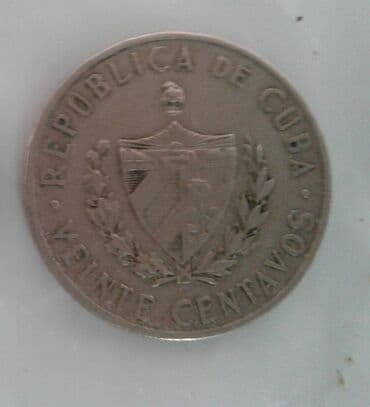 REPUBLICA DE CUBA
VEINTE CENTAVOS